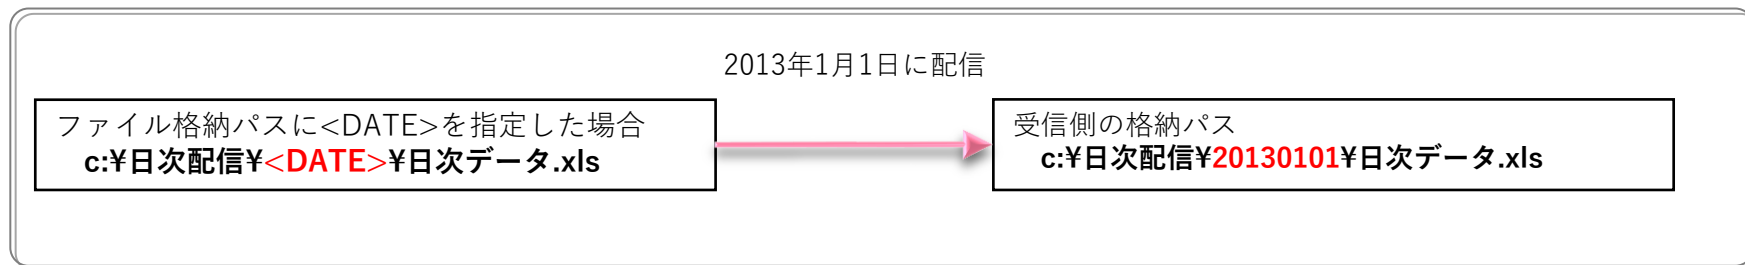 2013年1月1日に配信
ファイル格納パスに<DATE>を指定した場合
c:¥日次配信¥<DATE>¥日次データ.xls
受信側の格納パス
c:¥日次配信¥20130101¥日次データ.xls